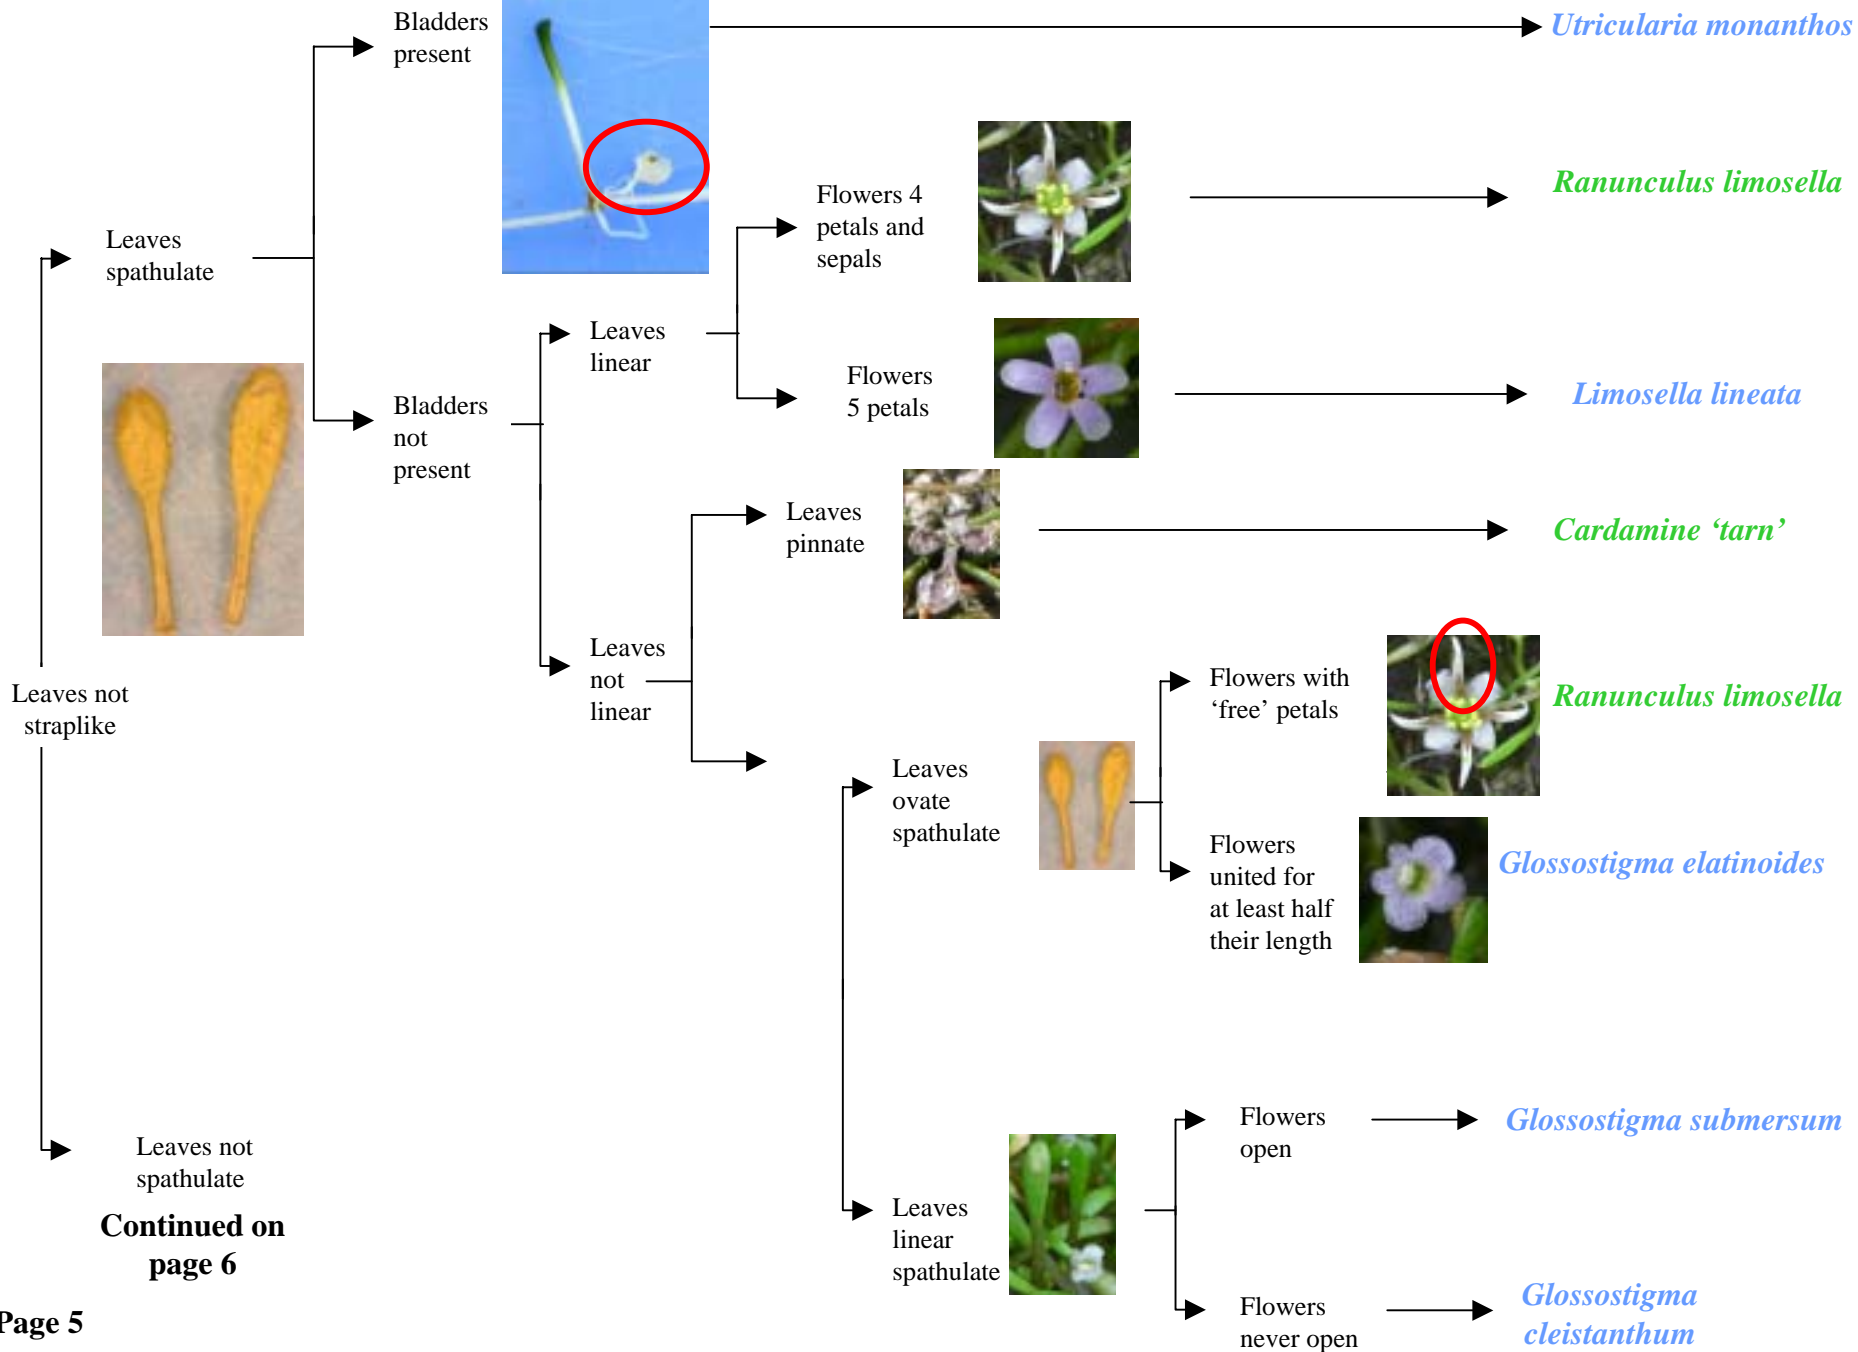 Bladders
present
Utricularia monanthos
Flowers 4
petals and
sepals
Ranunculus limosella
Leaves
spathulate
Leaves
linear
Flowers
5 petals
Limosella lineata
Bladders
not
present
Leaves
pinnate
Cardamine ‘tarn’
Leaves not
straplike
Leaves
not
linear
Flowers with
‘free’ petals
Ranunculus limosella
Leaves
ovate
spathulate
Flowers
united for
at least half
their length
Glossostigma elatinoides
Leaves not
spathulate
Continued on
page 6
Flowers
open
Glossostigma submersum
Leaves
linear
spathulate
Flowers
never open
Glossostigma
cleistanthum
Page 5